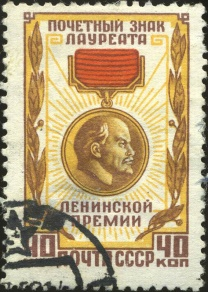 ПОЧЕТНЫЙ ЗНАК
ЛАУРЕАТА
ЛЕНИНСКОЙ
ПРЕМИИ
40 ПОЧТА СССР 40
КОП